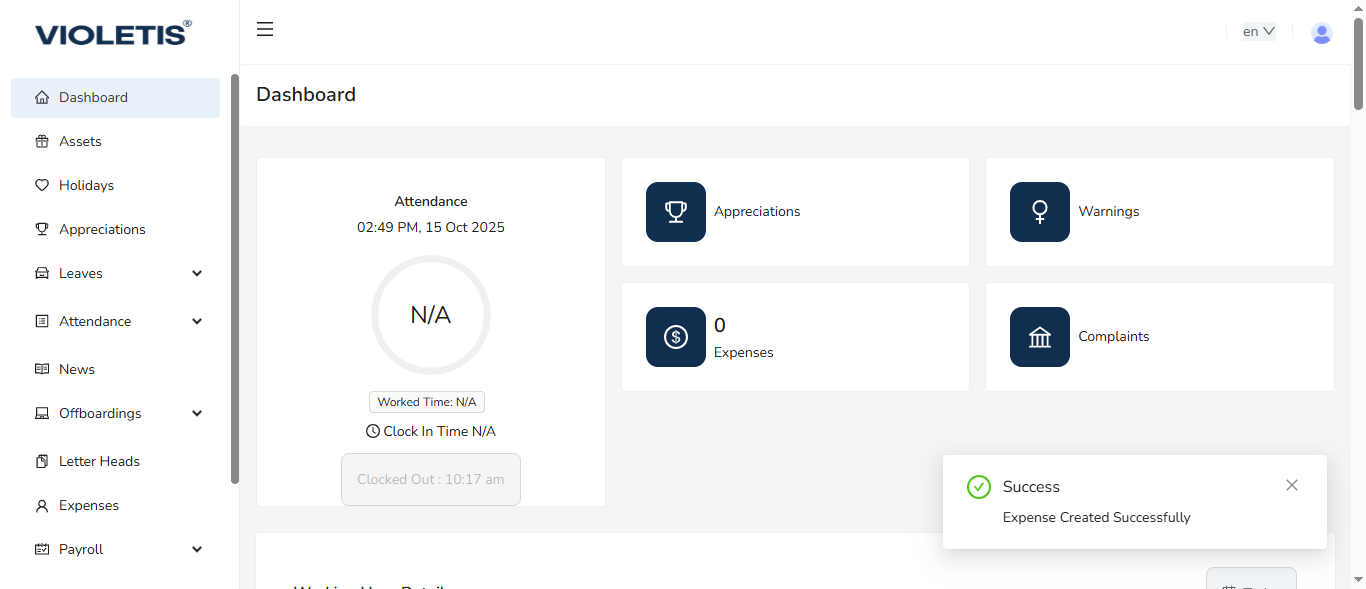 VIOLETIS®
en
Dashboard
Dashboard
Assets
Holidays
Appreciations
Leaves
Attendance
News
Offboardings
Letter Heads
Expenses
Payroll
Attendance
02:49 PM, 15 Oct 2025
N/A
Worked Time: N/A
Clock In Time N/A
Clocked Out : 10:17 am
Appreciations
Warnings
0
Expenses
Complaints
Success
Expense Created Successfully